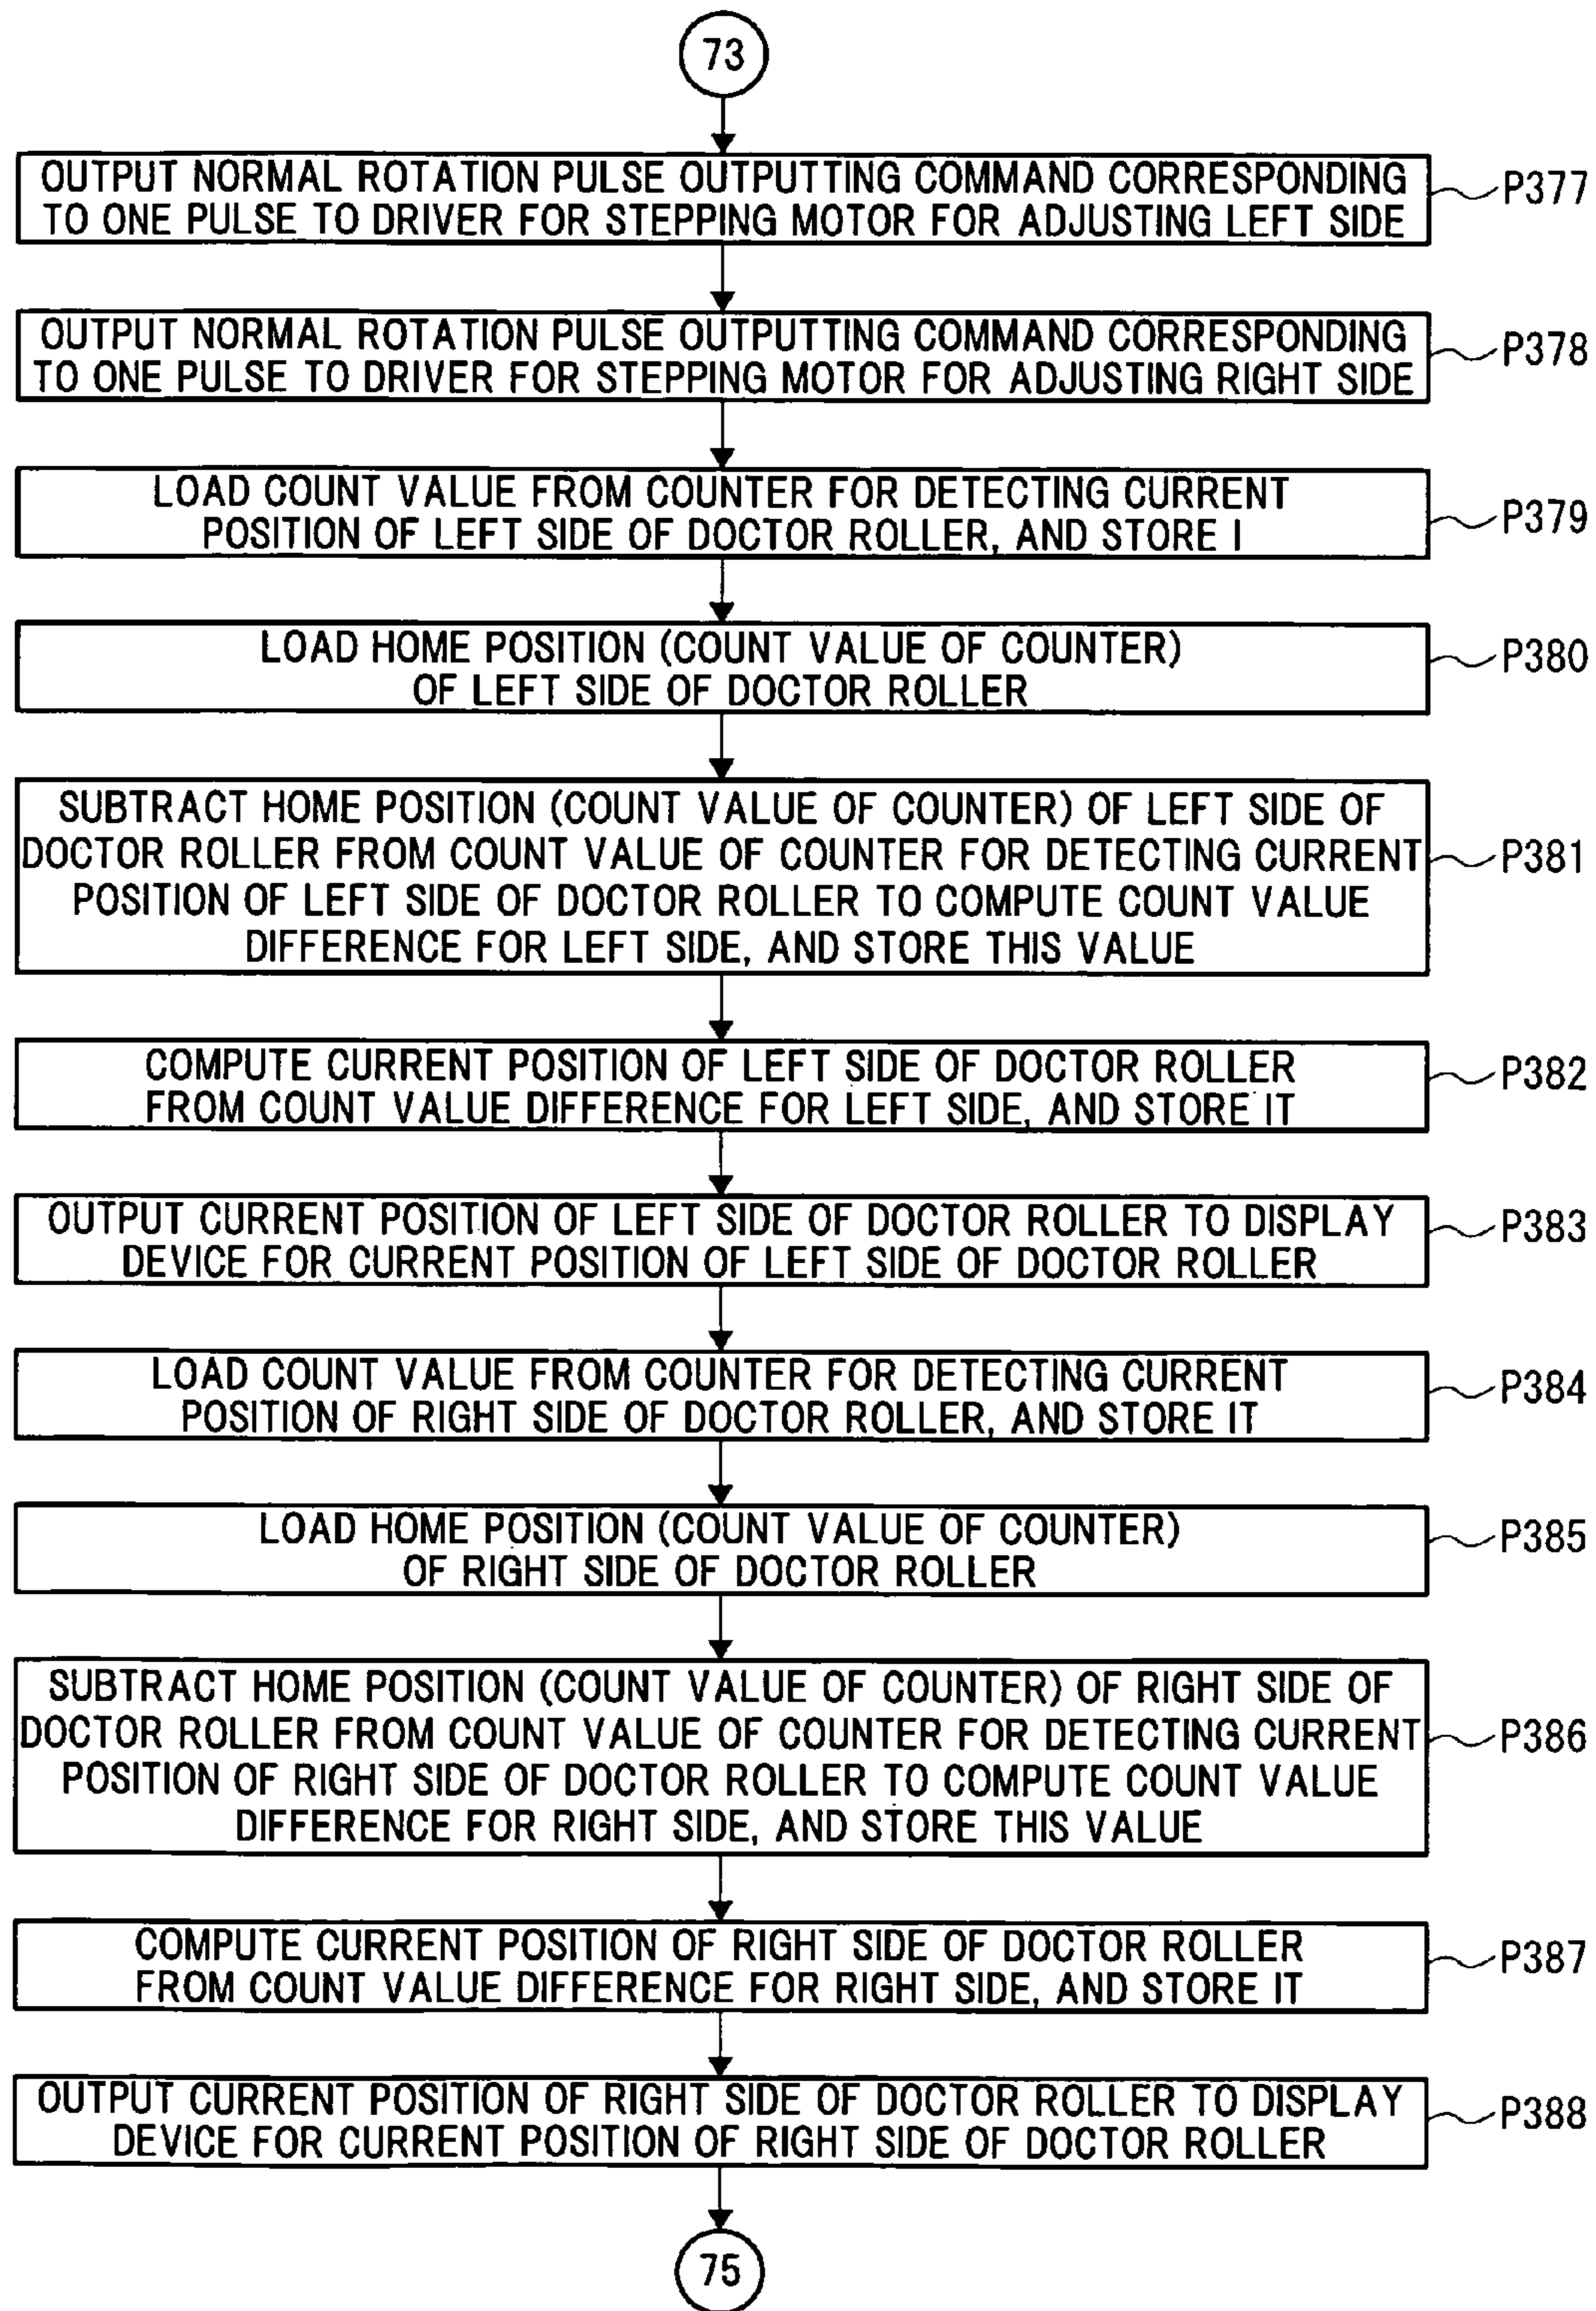 73
OUTPUT NORMAL ROTATION PULSE OUTPUTTING COMMAND CORRESPONDING
TO ONE PULSE TO DRIVER FOR STEPPING MOTOR FOR ADJUSTING LEFT SIDE
P377
OUTPUT NORMAL ROTATION PULSE OUTPUTTING COMMAND CORRESPONDING
TO ONE PULSE TO DRIVER FOR STEPPING MOTOR FOR ADJUSTING RIGHT SIDE
P378
LOAD COUNT VALUE FROM COUNTER FOR DETECTING CURRENT
POSITION OF LEFT SIDE OF DOCTOR ROLLER, AND STORE I
P379
LOAD HOME POSITION (COUNT VALUE OF COUNTER)
OF LEFT SIDE OF DOCTOR ROLLER
P380
SUBTRACT HOME POSITION (COUNT VALUE OF COUNTER) OF LEFT SIDE OF
DOCTOR ROLLER FROM COUNT VALUE OF COUNTER FOR DETECTING CURRENT
POSITION OF LEFT SIDE OF DOCTOR ROLLER TO COMPUTE COUNT VALUE
DIFFERENCE FOR LEFT SIDE, AND STORE THIS VALUE
P381
COMPUTE CURRENT POSITION OF LEFT SIDE OF DOCTOR ROLLER
FROM COUNT VALUE DIFFERENCE FOR LEFT SIDE, AND STORE IT
P382
OUTPUT CURRENT POSITION OF LEFT SIDE OF DOCTOR ROLLER TO DISPLAY
DEVICE FOR CURRENT POSITION OF LEFT SIDE OF DOCTOR ROLLER
P383
LOAD COUNT VALUE FROM COUNTER FOR DETECTING CURRENT
POSITION OF RIGHT SIDE OF DOCTOR ROLLER, AND STORE IT
P384
LOAD HOME POSITION (COUNT VALUE OF COUNTER)
OF RIGHT SIDE OF DOCTOR ROLLER
P385
SUBTRACT HOME POSITION (COUNT VALUE OF COUNTER) OF RIGHT SIDE OF
DOCTOR ROLLER FROM COUNT VALUE OF COUNTER FOR DETECTING CURRENT
POSITION OF RIGHT SIDE OF DOCTOR ROLLER TO COMPUTE COUNT VALUE
DIFFERENCE FOR RIGHT SIDE, AND STORE THIS VALUE
P386
COMPUTE CURRENT POSITION OF RIGHT SIDE OF DOCTOR ROLLER
FROM COUNT VALUE DIFFERENCE FOR RIGHT SIDE, AND STORE IT
P387
OUTPUT CURRENT POSITION OF RIGHT SIDE OF DOCTOR ROLLER TO DISPLAY
DEVICE FOR CURRENT POSITION OF RIGHT SIDE OF DOCTOR ROLLER
P388
75